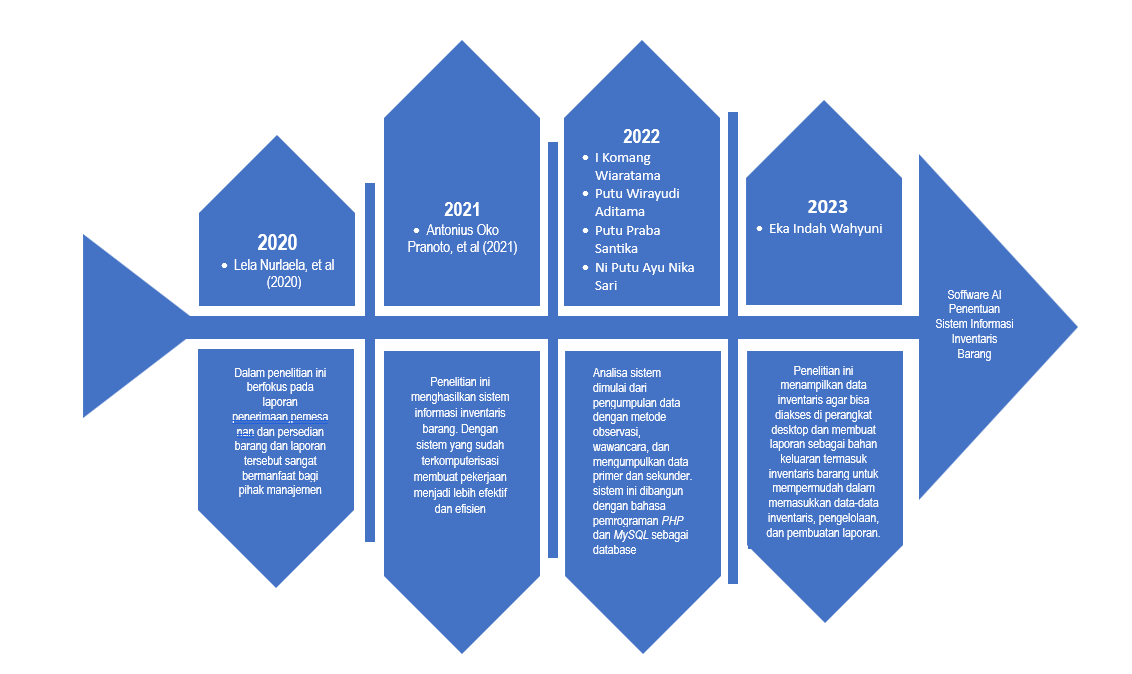 2020
• Lela Nurlaela, et al
(2020)
2021
• Antonius Oko
Pranoto, et al (2021)
2022
• I Komang
Wiaratama
• Putu Wirayudi
Aditama
• Putu Praba
Santika
• Ni Putu Ayu Nika
Sari
2023
• Eka Indah Wahyuni
Soffware AI
Penentuan
Sistem Informasi
Inventaris
Barang
Dalam penelitian ini
berfokus pada
laporan
penerimaan,pemesa
nan dan persedian
barang dan laporan
tersebut sangat
bermanfaat bagi
pihak manajemen
Penelitian ini
menghasilkan sistem
informasi inventaris
barang. Dengan
sistem yang sudah
terkomputerisasi
membuat pekerjaan
menjadi lebih efektif
dan efisien
Analisa sistem
dimulai dari
pengumpulan data
dengan metode
observasi,
wawancara, dan
mengumpulkan data
primer dan sekunder.
sistem ini dibangun
dengan bahasa
pemrograman PHP
dan MySQL sebagai
database
Penelitian ini
menampilkan data
inventaris agar bisa
diakses di perangkat
desktop dan membuat
laporan sebagai bahan
keluaran termasuk
inventaris barang untuk
mempermudah dalam
memasukkan data-data
inventaris, pengelolaan,
dan pembuatan laporan.